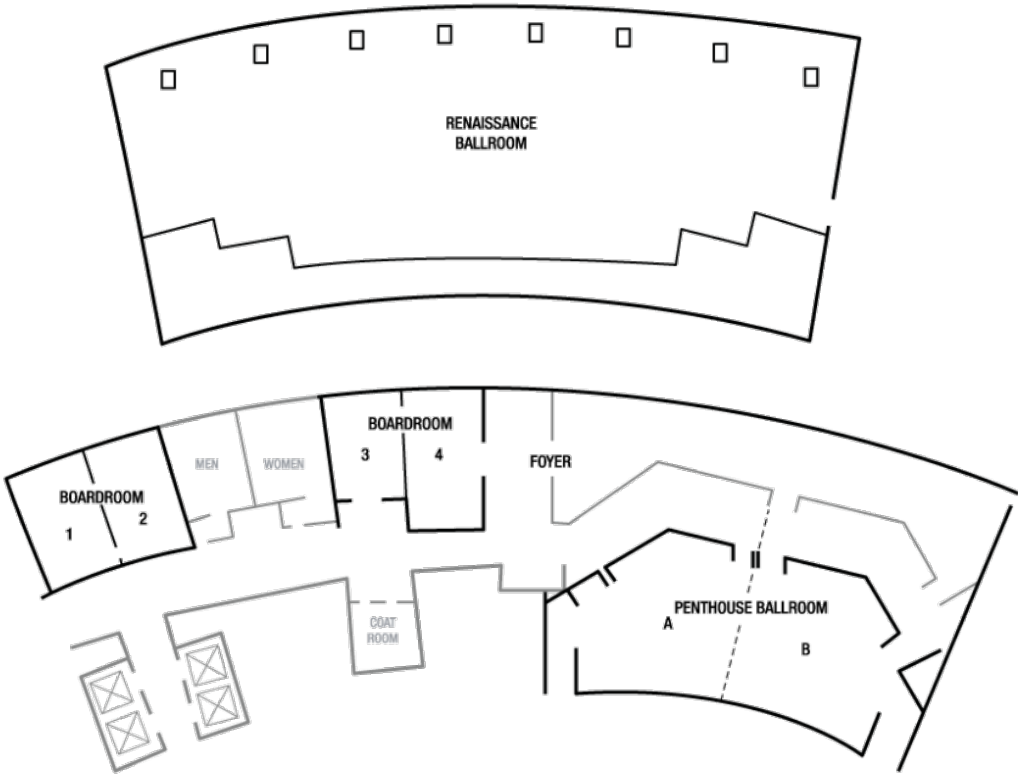 RENAISSANCE
BALLROOM
BOARDROOM
1
2
MEN
WOMEN
BOARDROOM
3
4
FOYER
COAT
ROOM
PENTHOUSE BALLROOM
A
B